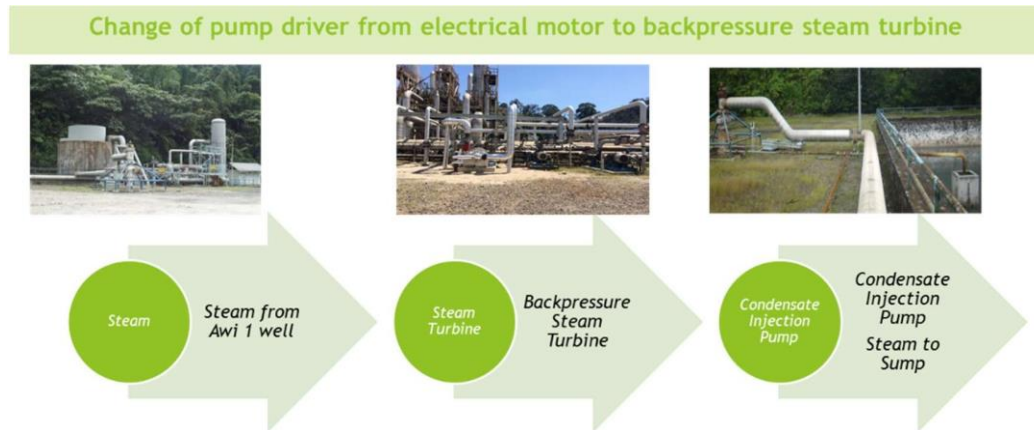 Change of pump driver from electrical motor to backpressure steam turbine
Steam
Steam from
Awi 1 well
Steam
Turbine
Backpressure
Steam
Turbine
Condensate
Injection
Pump
Condensate
Injection
Pump
Steam to
Sump